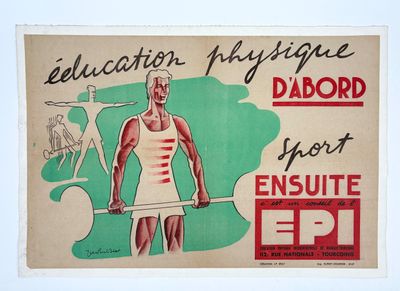 éducation physique
D'ABORD
sport
ENSUITE
c'est un conseil de l'
EPI
112, RUE NATIONALE - TOURCOING